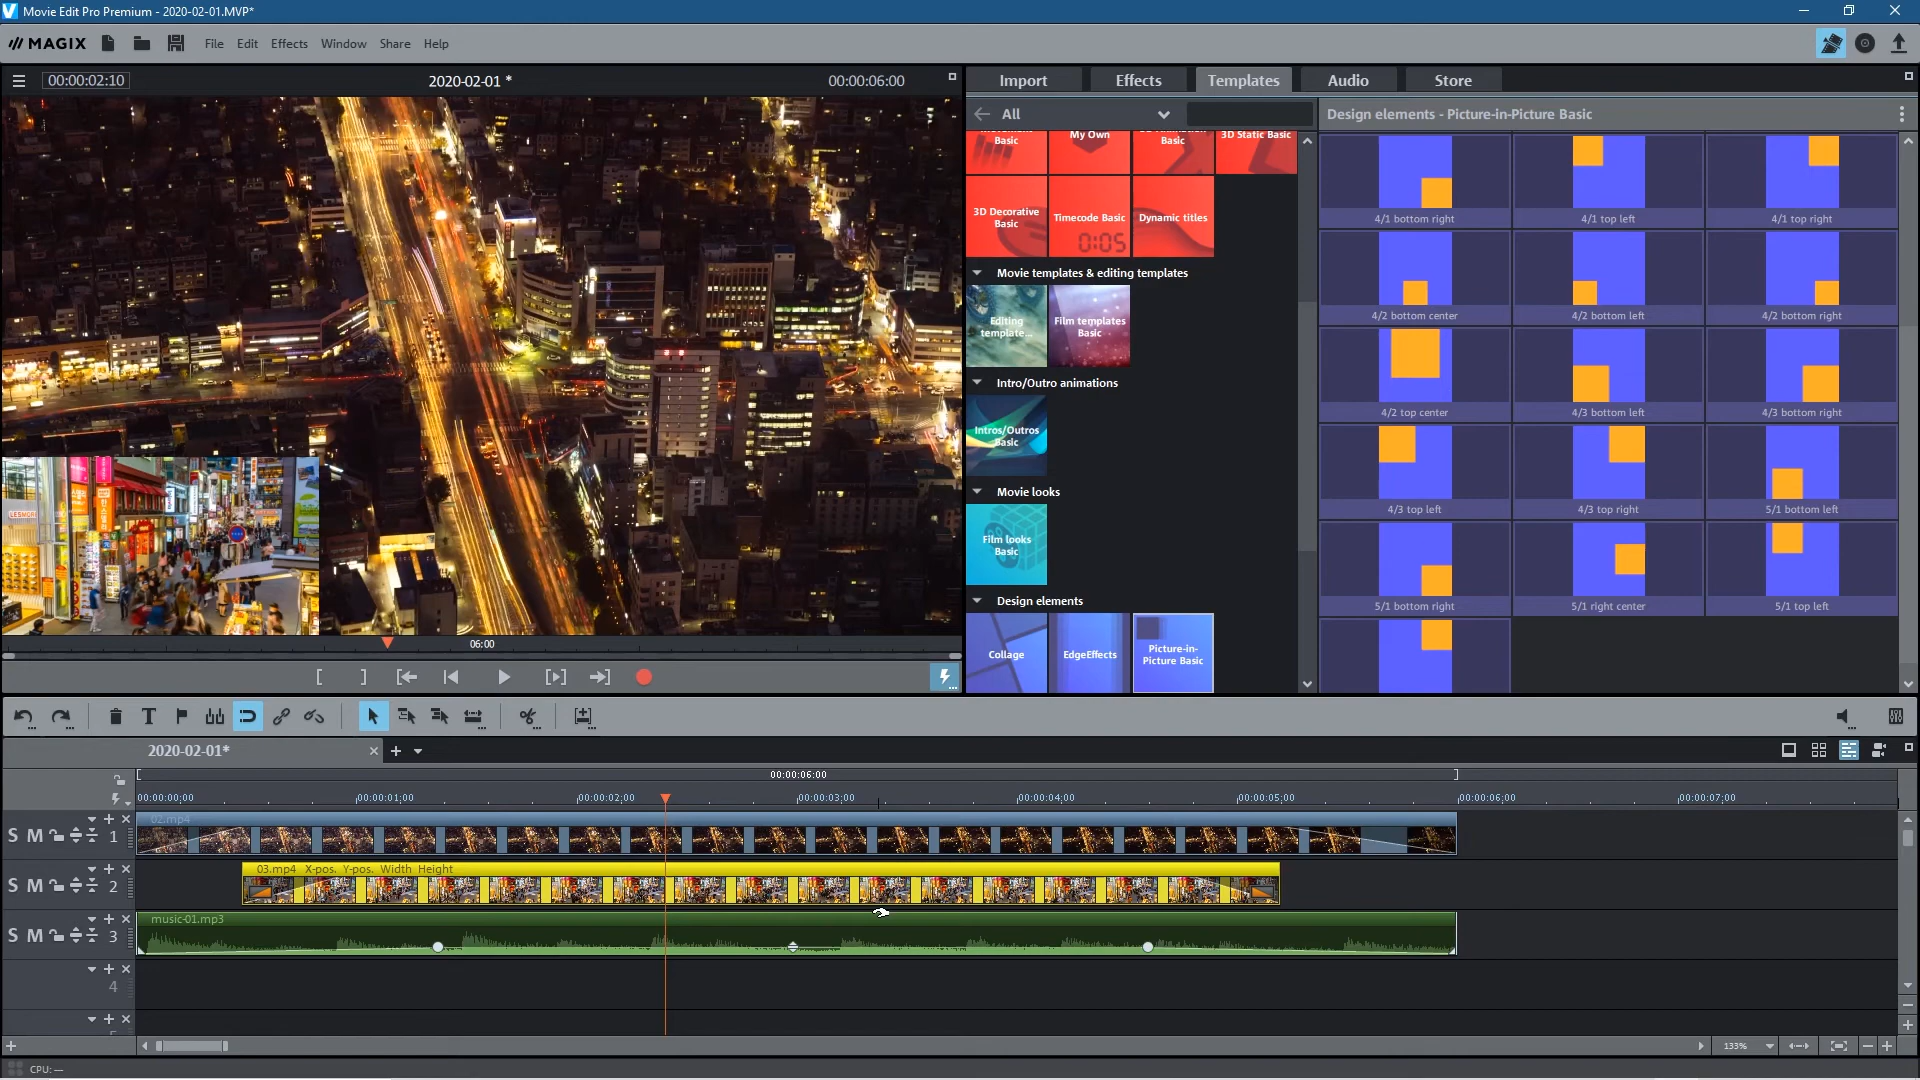 Movie Edit Pro Premium - 2020-02-01.MVP*
MAGIX File Edit Effects Window Share Help
00:00:02:10 2020-02-01 * 00:00:06:00
Import Effects Templates Audio Store
All
Design elements - Picture-in-Picture Basic
Basic
My Own
Basic
3D Static Basic
3D Decorative
Basic
Timecode Basic
0:05
Dynamic titles
Movie templates & editing templates
Editing
template...
Film templates
Basic
Intro/Outro animations
Intros/Outros
Basic
Movie looks
Film looks
Basic
Design elements
Collage
EdgeEffects
Picture-in-
Picture Basic
4/1 bottom right 4/1 top left 4/1 top right
4/2 bottom center 4/2 bottom left 4/2 bottom right
4/2 top center 4/3 bottom left 4/3 bottom right
4/3 top left 4/3 top right 5/1 bottom left
5/1 bottom right 5/1 right center 5/1 top left
06:00
2020-02-01*
00:00:06:00
00:00:00;00 00:00:01;00 00:00:02;00 00:00:03;00 00:00:04;00 00:00:05;00 00:00:06;00 00:00:07;00
02.mp4
S M 1
03.mp4 X-pos. Y-pos. Width Height
S M 2
music-01.mp3
S M 3
4
133%
CPU: —